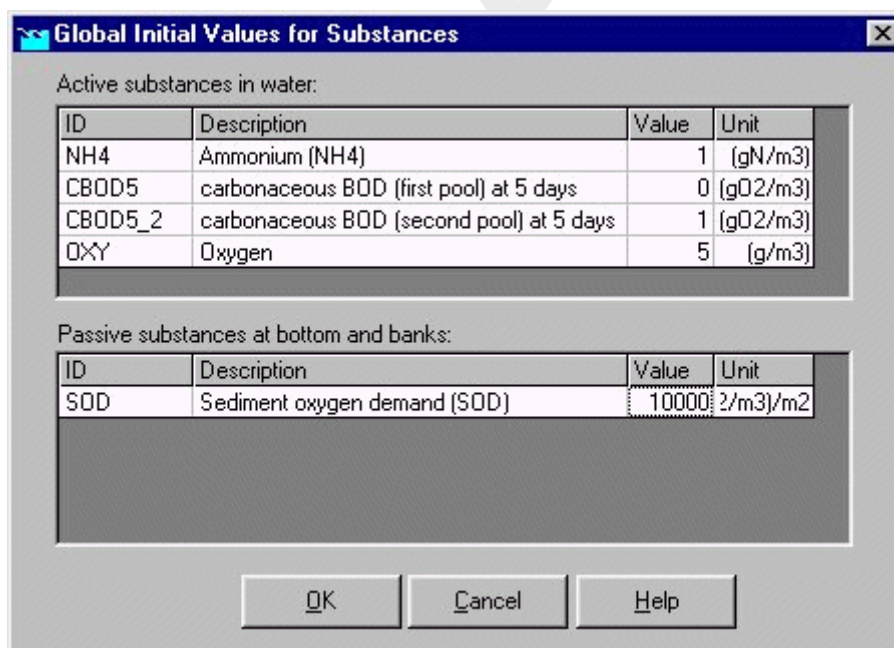 Global Initial Values for Substances
Active substances in water:
ID Description Value Unit
NH4 Ammonium (NH4) 1 (gN/m3)
CBOD5 carbonaceous BOD (first pool) at 5 days 0 (gO2/m3)
CBOD5_2 carbonaceous BOD (second pool) at 5 days 1 (gO2/m3)
OXY Oxygen 5 (g/m3)
Passive substances at bottom and banks:
ID Description Value Unit
SOD Sediment oxygen demand (SOD) 10000 2/m3)/m2
OK Cancel Help